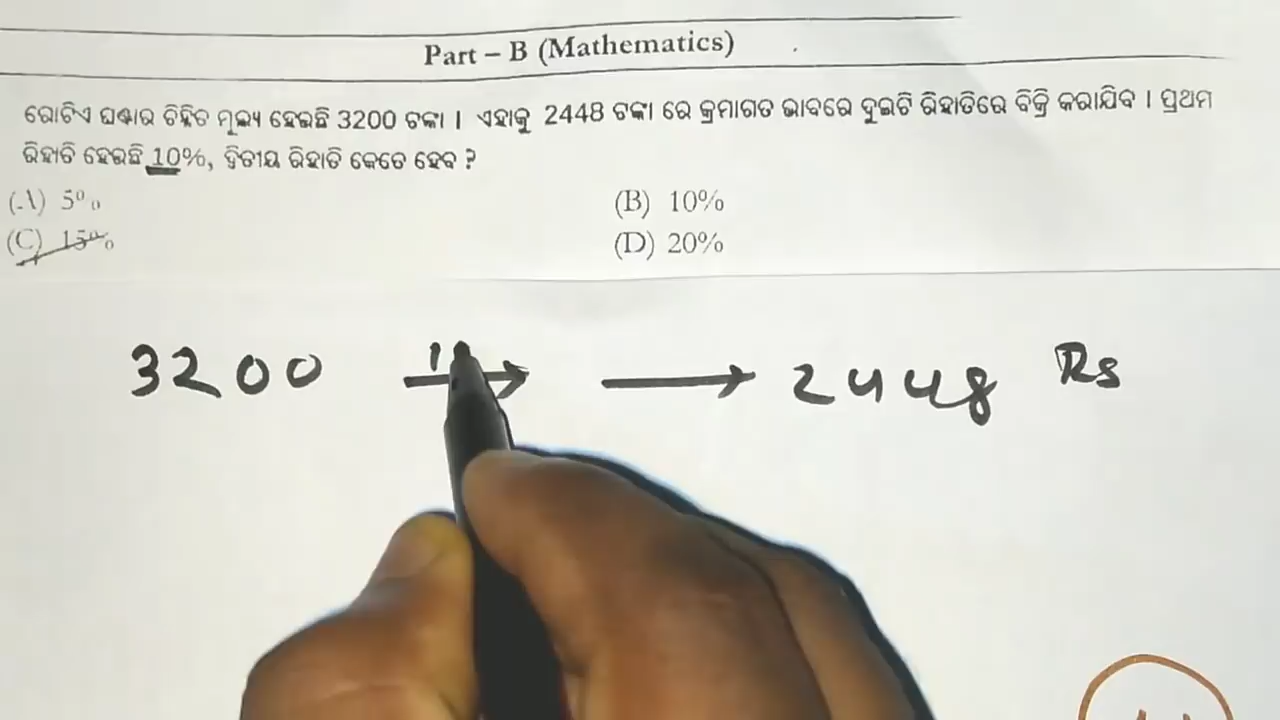 Part – B (Mathematics)
ଗୋଟିଏ ଘଣ୍ଟାର ଚିହ୍ନିତ ମୂଲ୍ୟ ହେଉଛି 3200 ଟଙ୍କା । ଏହାକୁ 2448 ଟଙ୍କା ରେ କ୍ରମାଗତ ଭାବରେ ଦୁଇଟି ରିହାତିରେ ବିକ୍ରି କରାଯିବ । ପ୍ରଥମ
ରିହାତି ହେଉଛି 10%, ଦ୍ୱିତୀୟ ରିହାତି କେତେ ହେବ ?
(A) 5% (B) 10%
(C) 15% (D) 20%
3200 → → 2448 Rs